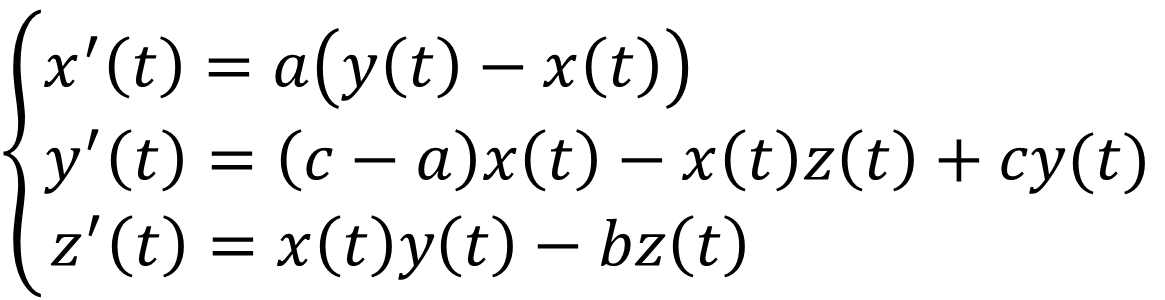 x′(t) = a(y(t) − x(t))
y′(t) = (c − a)x(t) − x(t)z(t) + cy(t)
z′(t) = x(t)y(t) − bz(t)